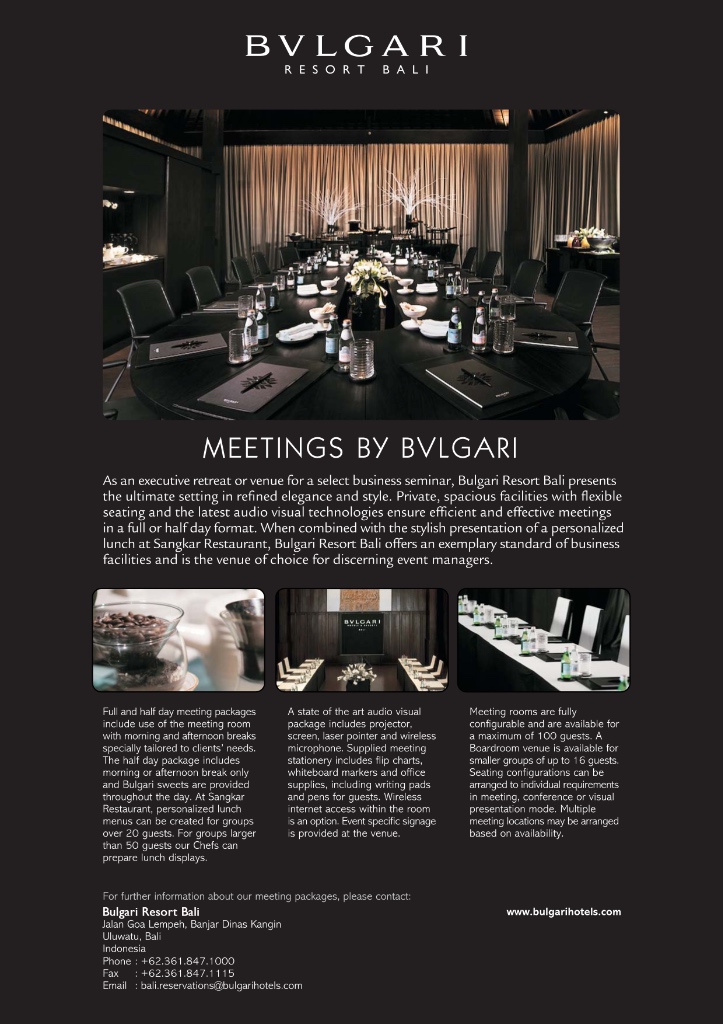 BVLGARI
RESORT BALI
MEETINGS BY BVLGARI
As an executive retreat or venue for a select business seminar, Bulgari Resort Bali presents
the ultimate setting in refined elegance and style. Private, spacious facilities with flexible
seating and the latest audio visual technologies ensure efficient and effective meetings
in a full or half day format. When combined with the stylish presentation of a personalized
lunch at Sangkar Restaurant, Bulgari Resort Bali offers an exemplary standard of business
facilities and is the venue of choice for discerning event managers.
BVLGARI
Full and half day meeting packages
include use of the meeting room
with morning and afternoon breaks
specially tailored to clients' needs.
The half day package includes
morning or afternoon break only
and Bulgari sweets are provided
throughout the day. At Sangkar
Restaurant, personalized lunch
menus can be created for groups
over 20 guests. For groups larger
than 50 guests our Chefs can
prepare lunch displays.
A state of the art audio visual
package includes projector,
screen, laser pointer and wireless
microphone. Supplied meeting
stationery includes flip charts,
whiteboard markers and office
supplies, including writing pads
and pens for guests. Wireless
internet access within the room
is an option. Event specific signage
is provided at the venue.
Meeting rooms are fully
configurable and are available for
a maximum of 100 guests. A
Boardroom venue is available for
smaller groups of up to 16 guests.
Seating configurations can be
arranged to individual requirements
in meeting, conference or visual
presentation mode. Multiple
meeting locations may be arranged
based on availability.
For further information about our meeting packages, please contact:
Bulgari Resort Bali
Jalan Goa Lempeh, Banjar Dinas Kangin
Uluwatu, Bali
Indonesia
Phone : +62.361.847.1000
Fax : +62.361.847.1115
Email : bali.reservations@bulgarihotels.com
www.bulgarihotels.com